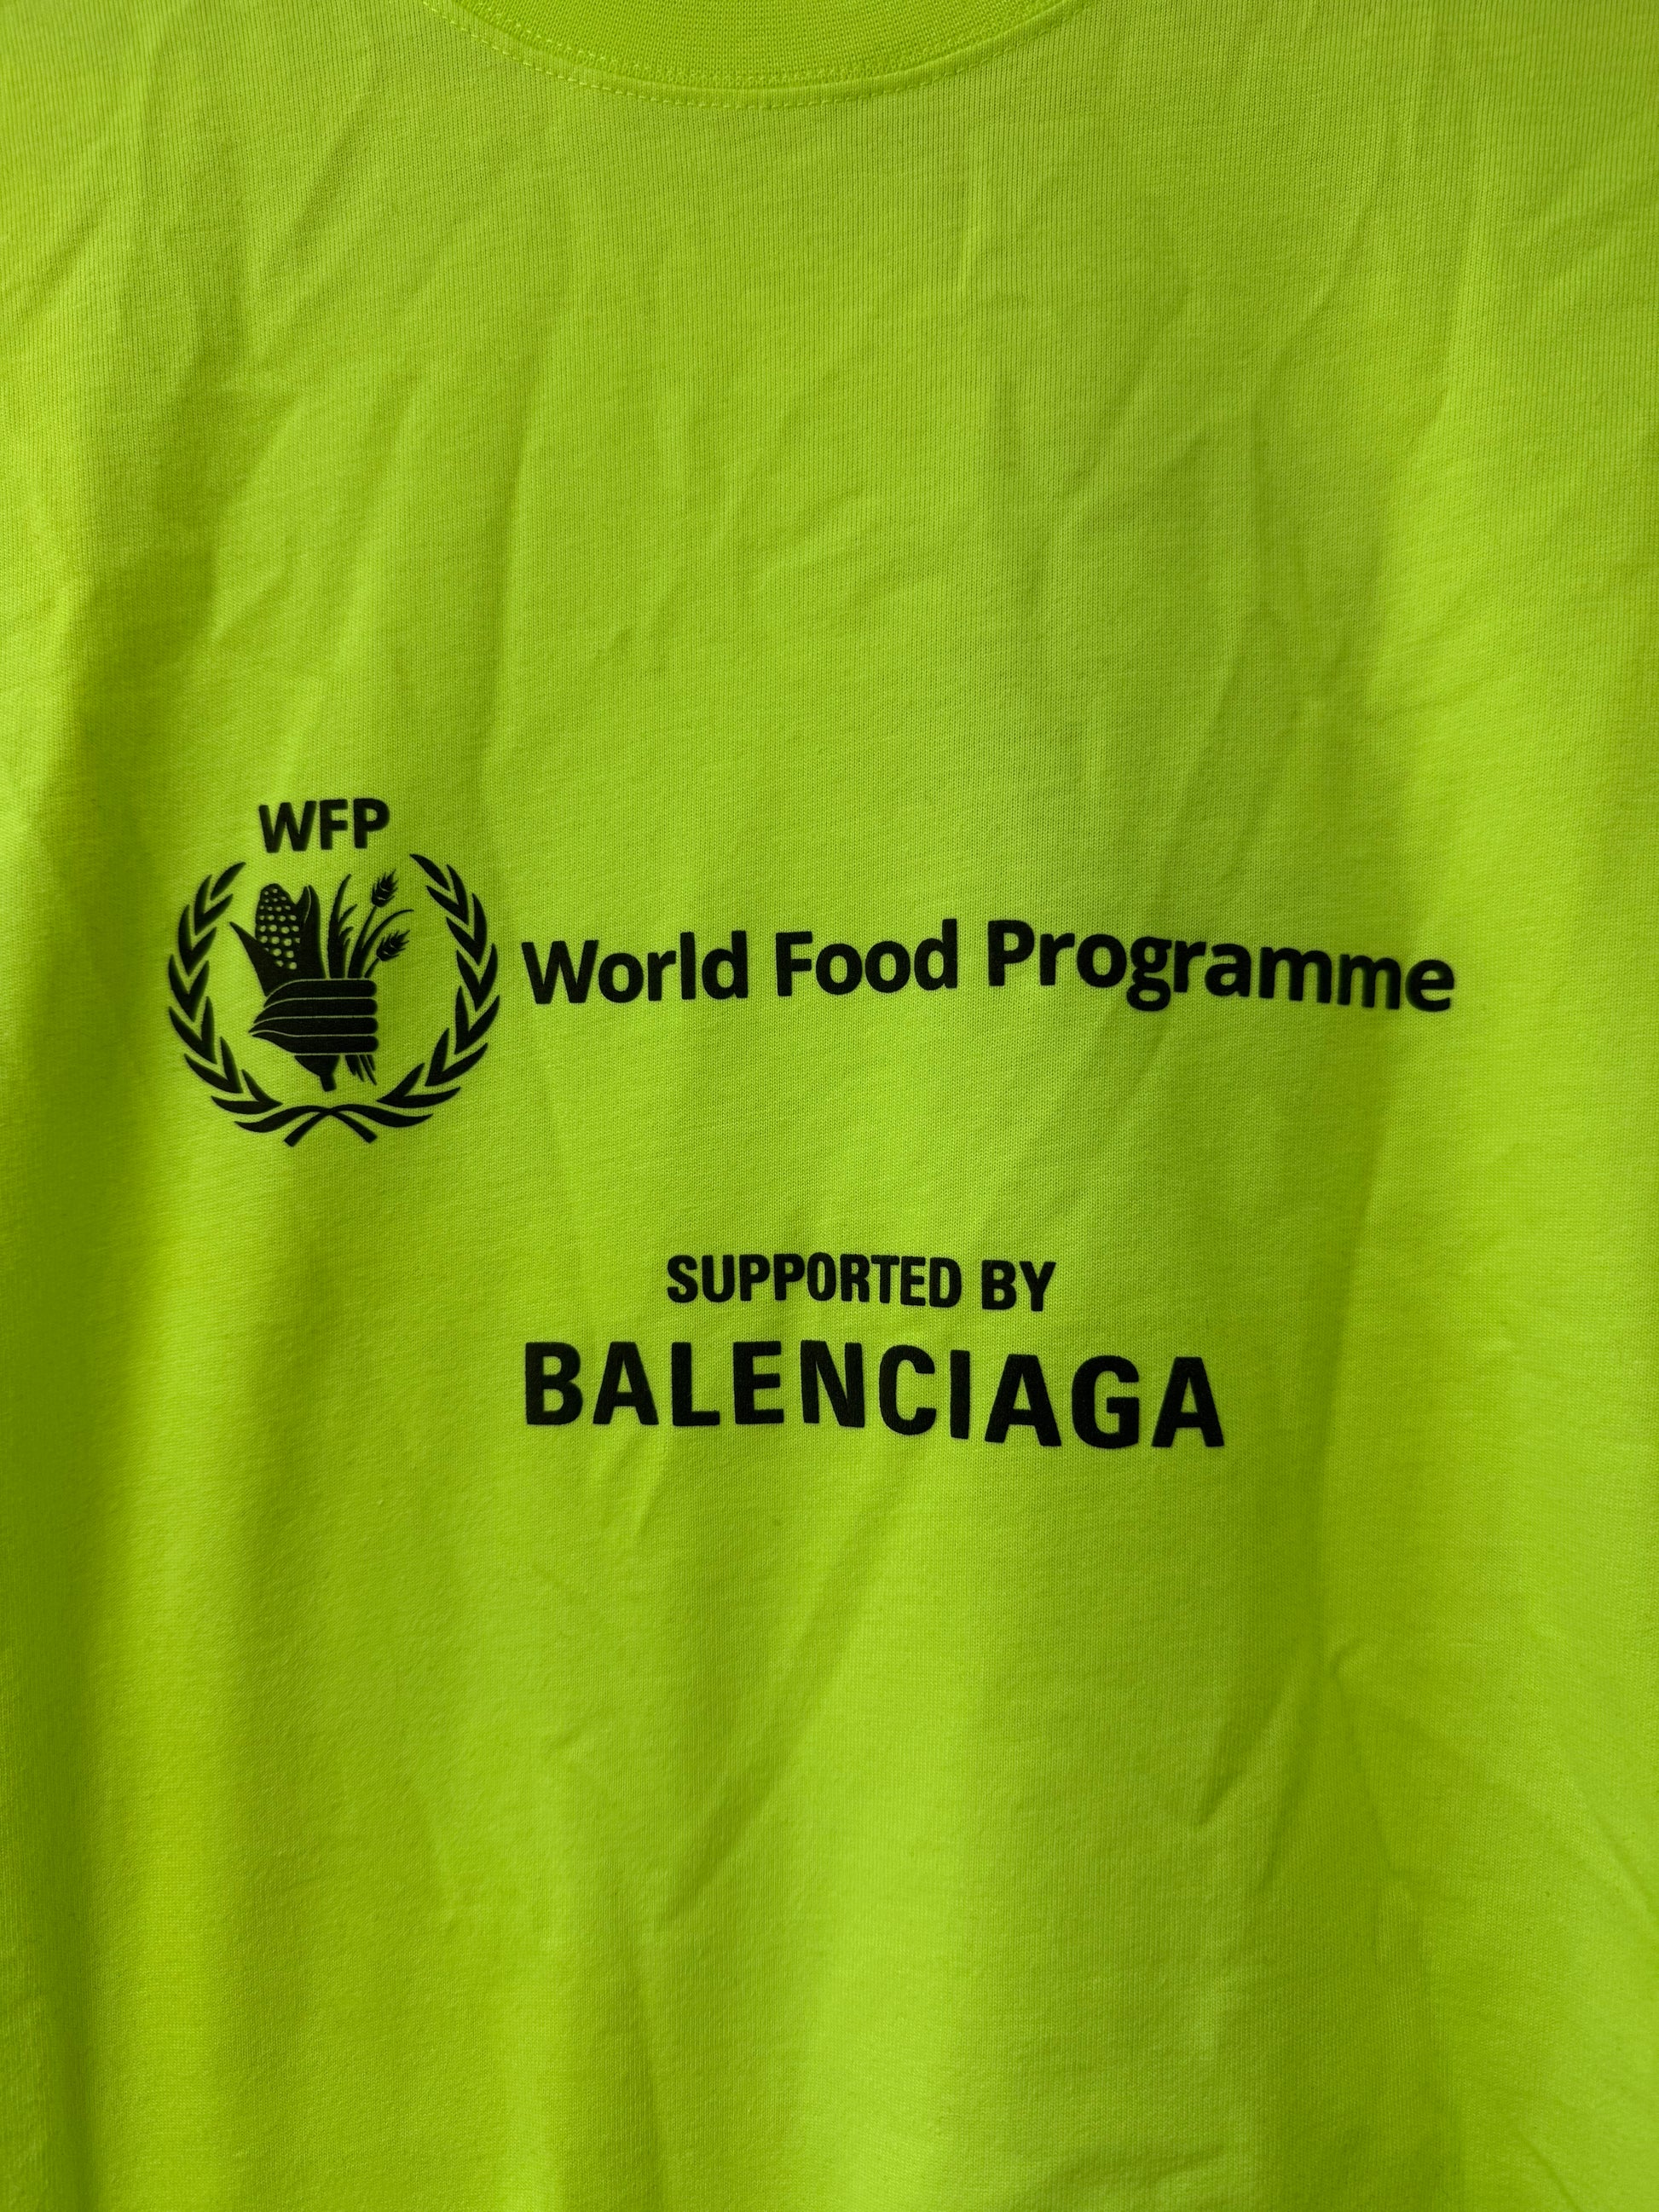 WFP
World Food Programme
SUPPORTED BY
BALENCIAGA